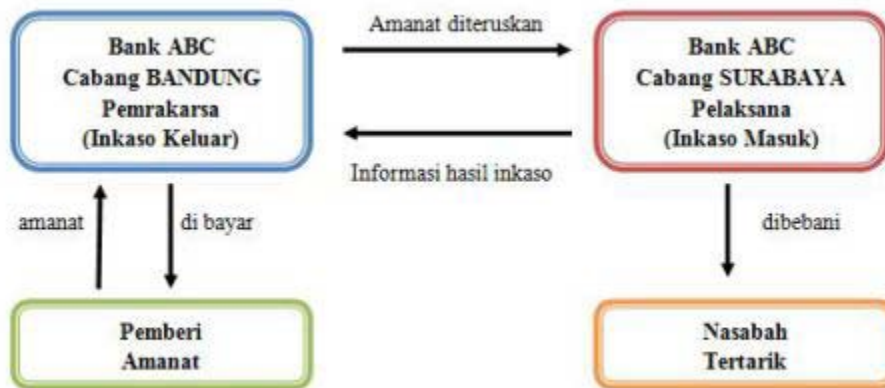 Bank ABC
Cabang BANDUNG
Pemrakarsa
(Inkaso Keluar)
Amanat diteruskan
Bank ABC
Cabang SURABAYA
Pelaksana
(Inkaso Masuk)
Informasi hasil inkaso
amanat
di bayar
dibebani
Pemberi
Amanat
Nasabah
Tertarik